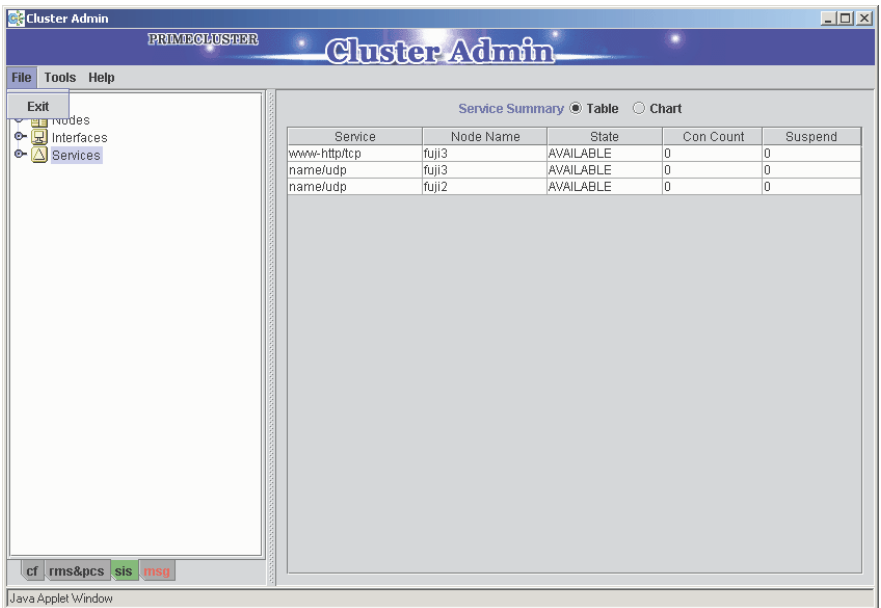 Cluster Admin
PRIMECLUSTER
Cluster Admin
File Tools Help
Exit
Nodes
Interfaces
Services
Service Summary Table Chart
Service Node Name State Con Count Suspend
www-http/tcp fuji3 AVAILABLE 0 0
name/udp fuji3 AVAILABLE 0 0
name/udp fuji2 AVAILABLE 0 0
cf rms&pcs sis msg
Java Applet Window